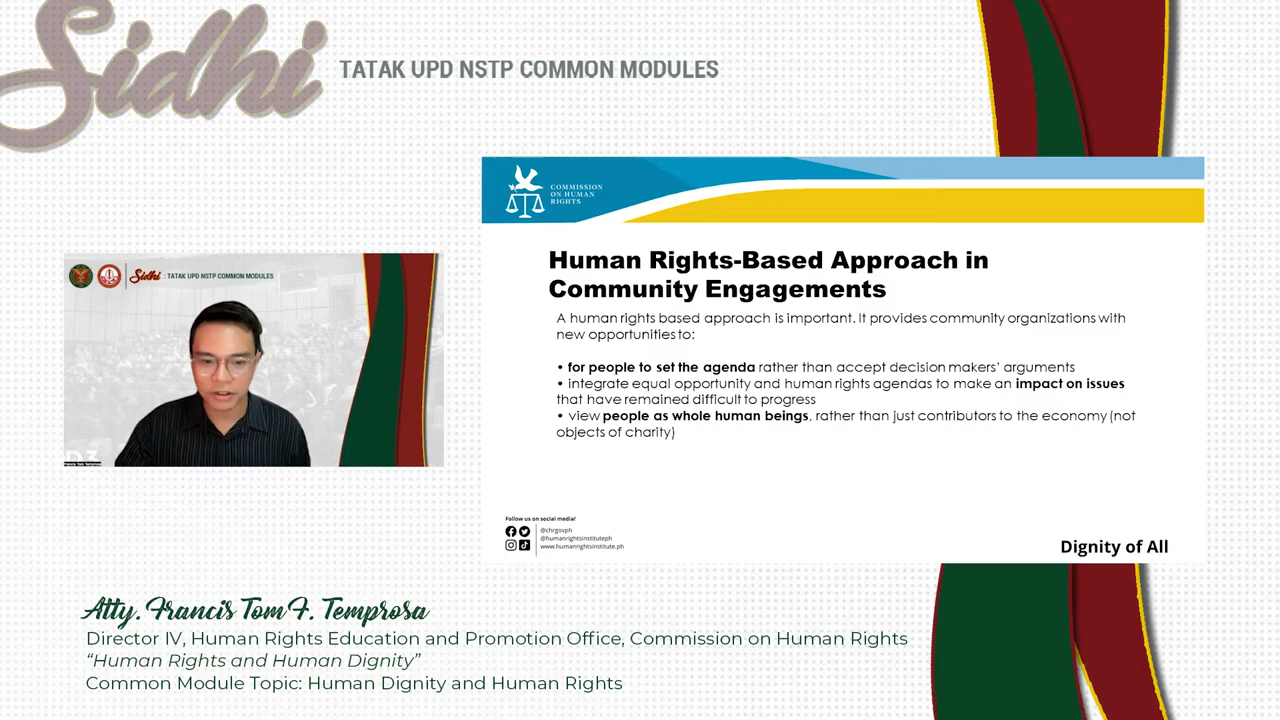 Sidhi
TATAK UPD NSTP COMMON MODULES
COMMISSION
ON HUMAN
RIGHTS
Human Rights-Based Approach in
Community Engagements
A human rights based approach is important. It provides community organizations with
new opportunities to:
• for people to set the agenda rather than accept decision makers' arguments
• integrate equal opportunity and human rights agendas to make an impact on issues
that have remained difficult to progress
• view people as whole human beings, rather than just contributors to the economy (not
objects of charity)
Follow us on social media!
@chrgovph
@humanrightsinstituteph
www.humanrightsinstitute.ph
Dignity of All
Sidhi : TATAK UPD NSTP COMMON MODULES
Francis Tom Temprosa
Atty. Francis Tom F. Temprosa
Director IV, Human Rights Education and Promotion Office, Commission on Human Rights
“Human Rights and Human Dignity”
Common Module Topic: Human Dignity and Human Rights